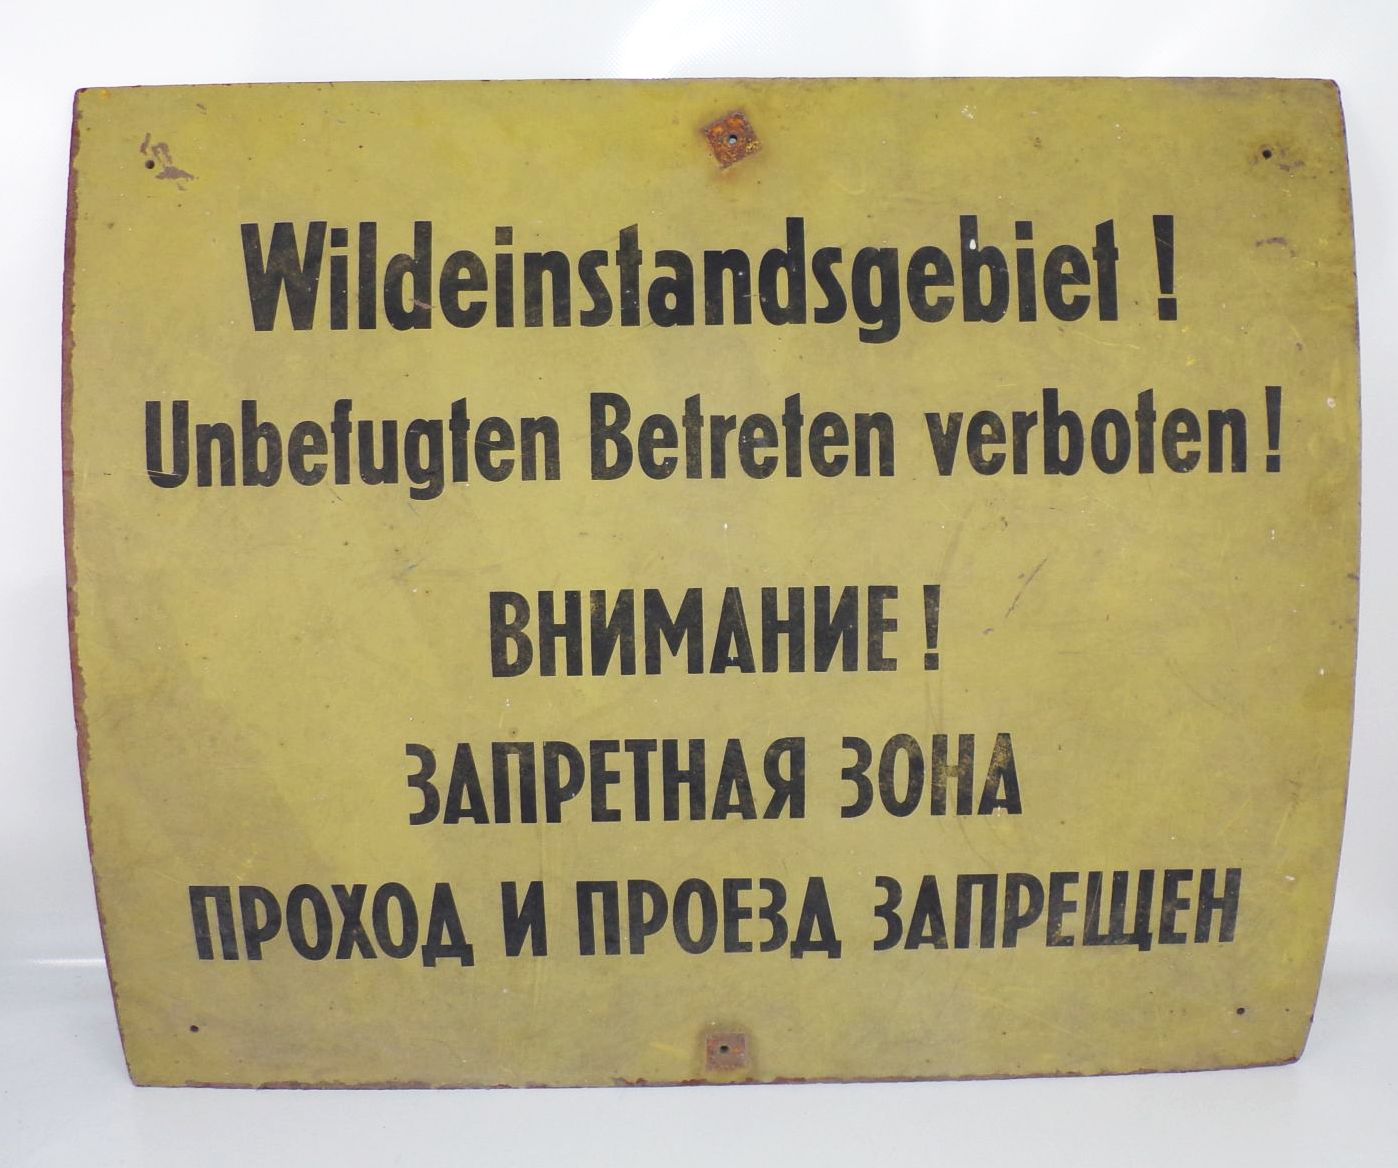 Wildeinstandsgebiet !
Unbefugten Betreten verboten!
ВНИМАНИЕ !
ЗАПРЕТНАЯ ЗОНА
ПРОХОД И ПРОЕЗД ЗАПРЕЩЕН